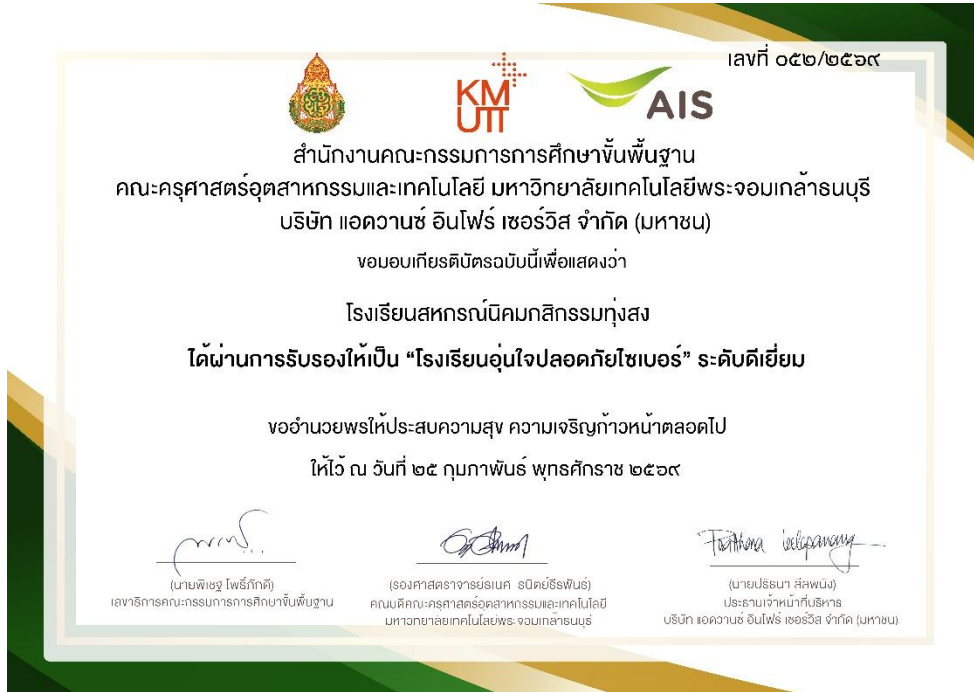 เลขที่ ๐๕๒/๒๕๖๙
KM
UTT
AIS
สำนักงานคณะกรรมการการศึกษาขั้นพื้นฐาน
คณะครุศาสตร์อุตสาหกรรมและเทคโนโลยี มหาวิทยาลัยเทคโนโลยีพระจอมเกล้าธนบุรี
บริษัท แอดวานซ์ อินโฟร์ เซอร์วิส จำกัด (มหาชน)
ขอมอบเกียรติบัตรฉบับนี้เพื่อแสดงว่า
โรงเรียนสหกรณ์นิคมกสิกรรมทุ่งสง
ได้ผ่านการรับรองให้เป็น “โรงเรียนอุ่นใจปลอดภัยไซเบอร์” ระดับดีเยี่ยม
ขออำนวยพรให้ประสบความสุข ความเจริญก้าวหน้าตลอดไป
ให้ไว้ ณ วันที่ ๒๕ กุมภาพันธ์ พุทธศักราช ๒๕๖๙
(นายพิเชฐ โพธิ์ภักดี)
เลขาธิการคณะกรรมการการศึกษาขั้นพื้นฐาน
(รองศาสตราจารย์ธเนศ ธนิตย์ธีรพันธ์)
คณบดีคณะครุศาสตร์อุตสาหกรรมและเทคโนโลยี
มหาวิทยาลัยเทคโนโลยีพระจอมเกล้าธนบุรี
(นายปรัธนา ลีลพนัง)
ประธานเจ้าหน้าที่บริหาร
บริษัท แอดวานซ์ อินโฟร์ เซอร์วิส จำกัด (มหาชน)